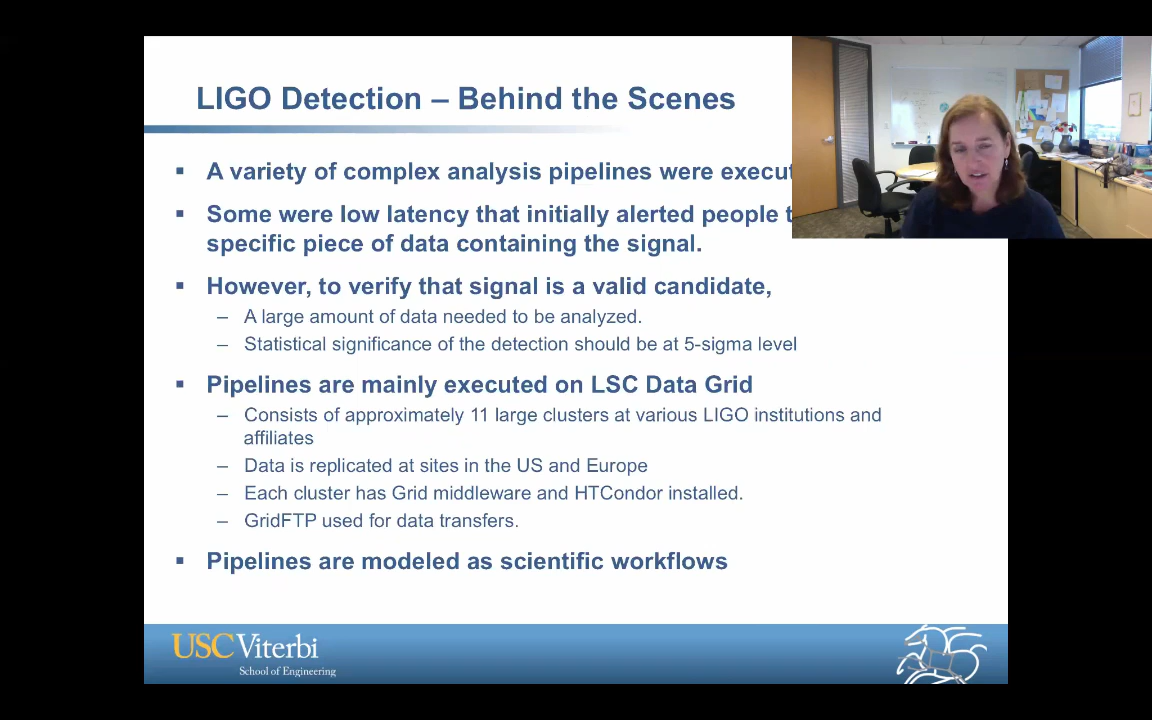 LIGO Detection – Behind the Scenes
▪ A variety of complex analysis pipelines were execut
▪ Some were low latency that initially alerted people t
specific piece of data containing the signal.
▪ However, to verify that signal is a valid candidate,
– A large amount of data needed to be analyzed.
– Statistical significance of the detection should be at 5-sigma level
▪ Pipelines are mainly executed on LSC Data Grid
– Consists of approximately 11 large clusters at various LIGO institutions and
affiliates
– Data is replicated at sites in the US and Europe
– Each cluster has Grid middleware and HTCondor installed.
– GridFTP used for data transfers.
▪ Pipelines are modeled as scientific workflows
USC Viterbi
School of Engineering